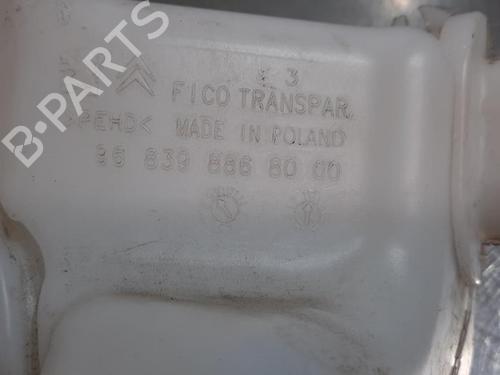 3
FICO TRANSPAR.
>PEHD< MADE IN POLAND
96 839 886 80 00
B-PARTS